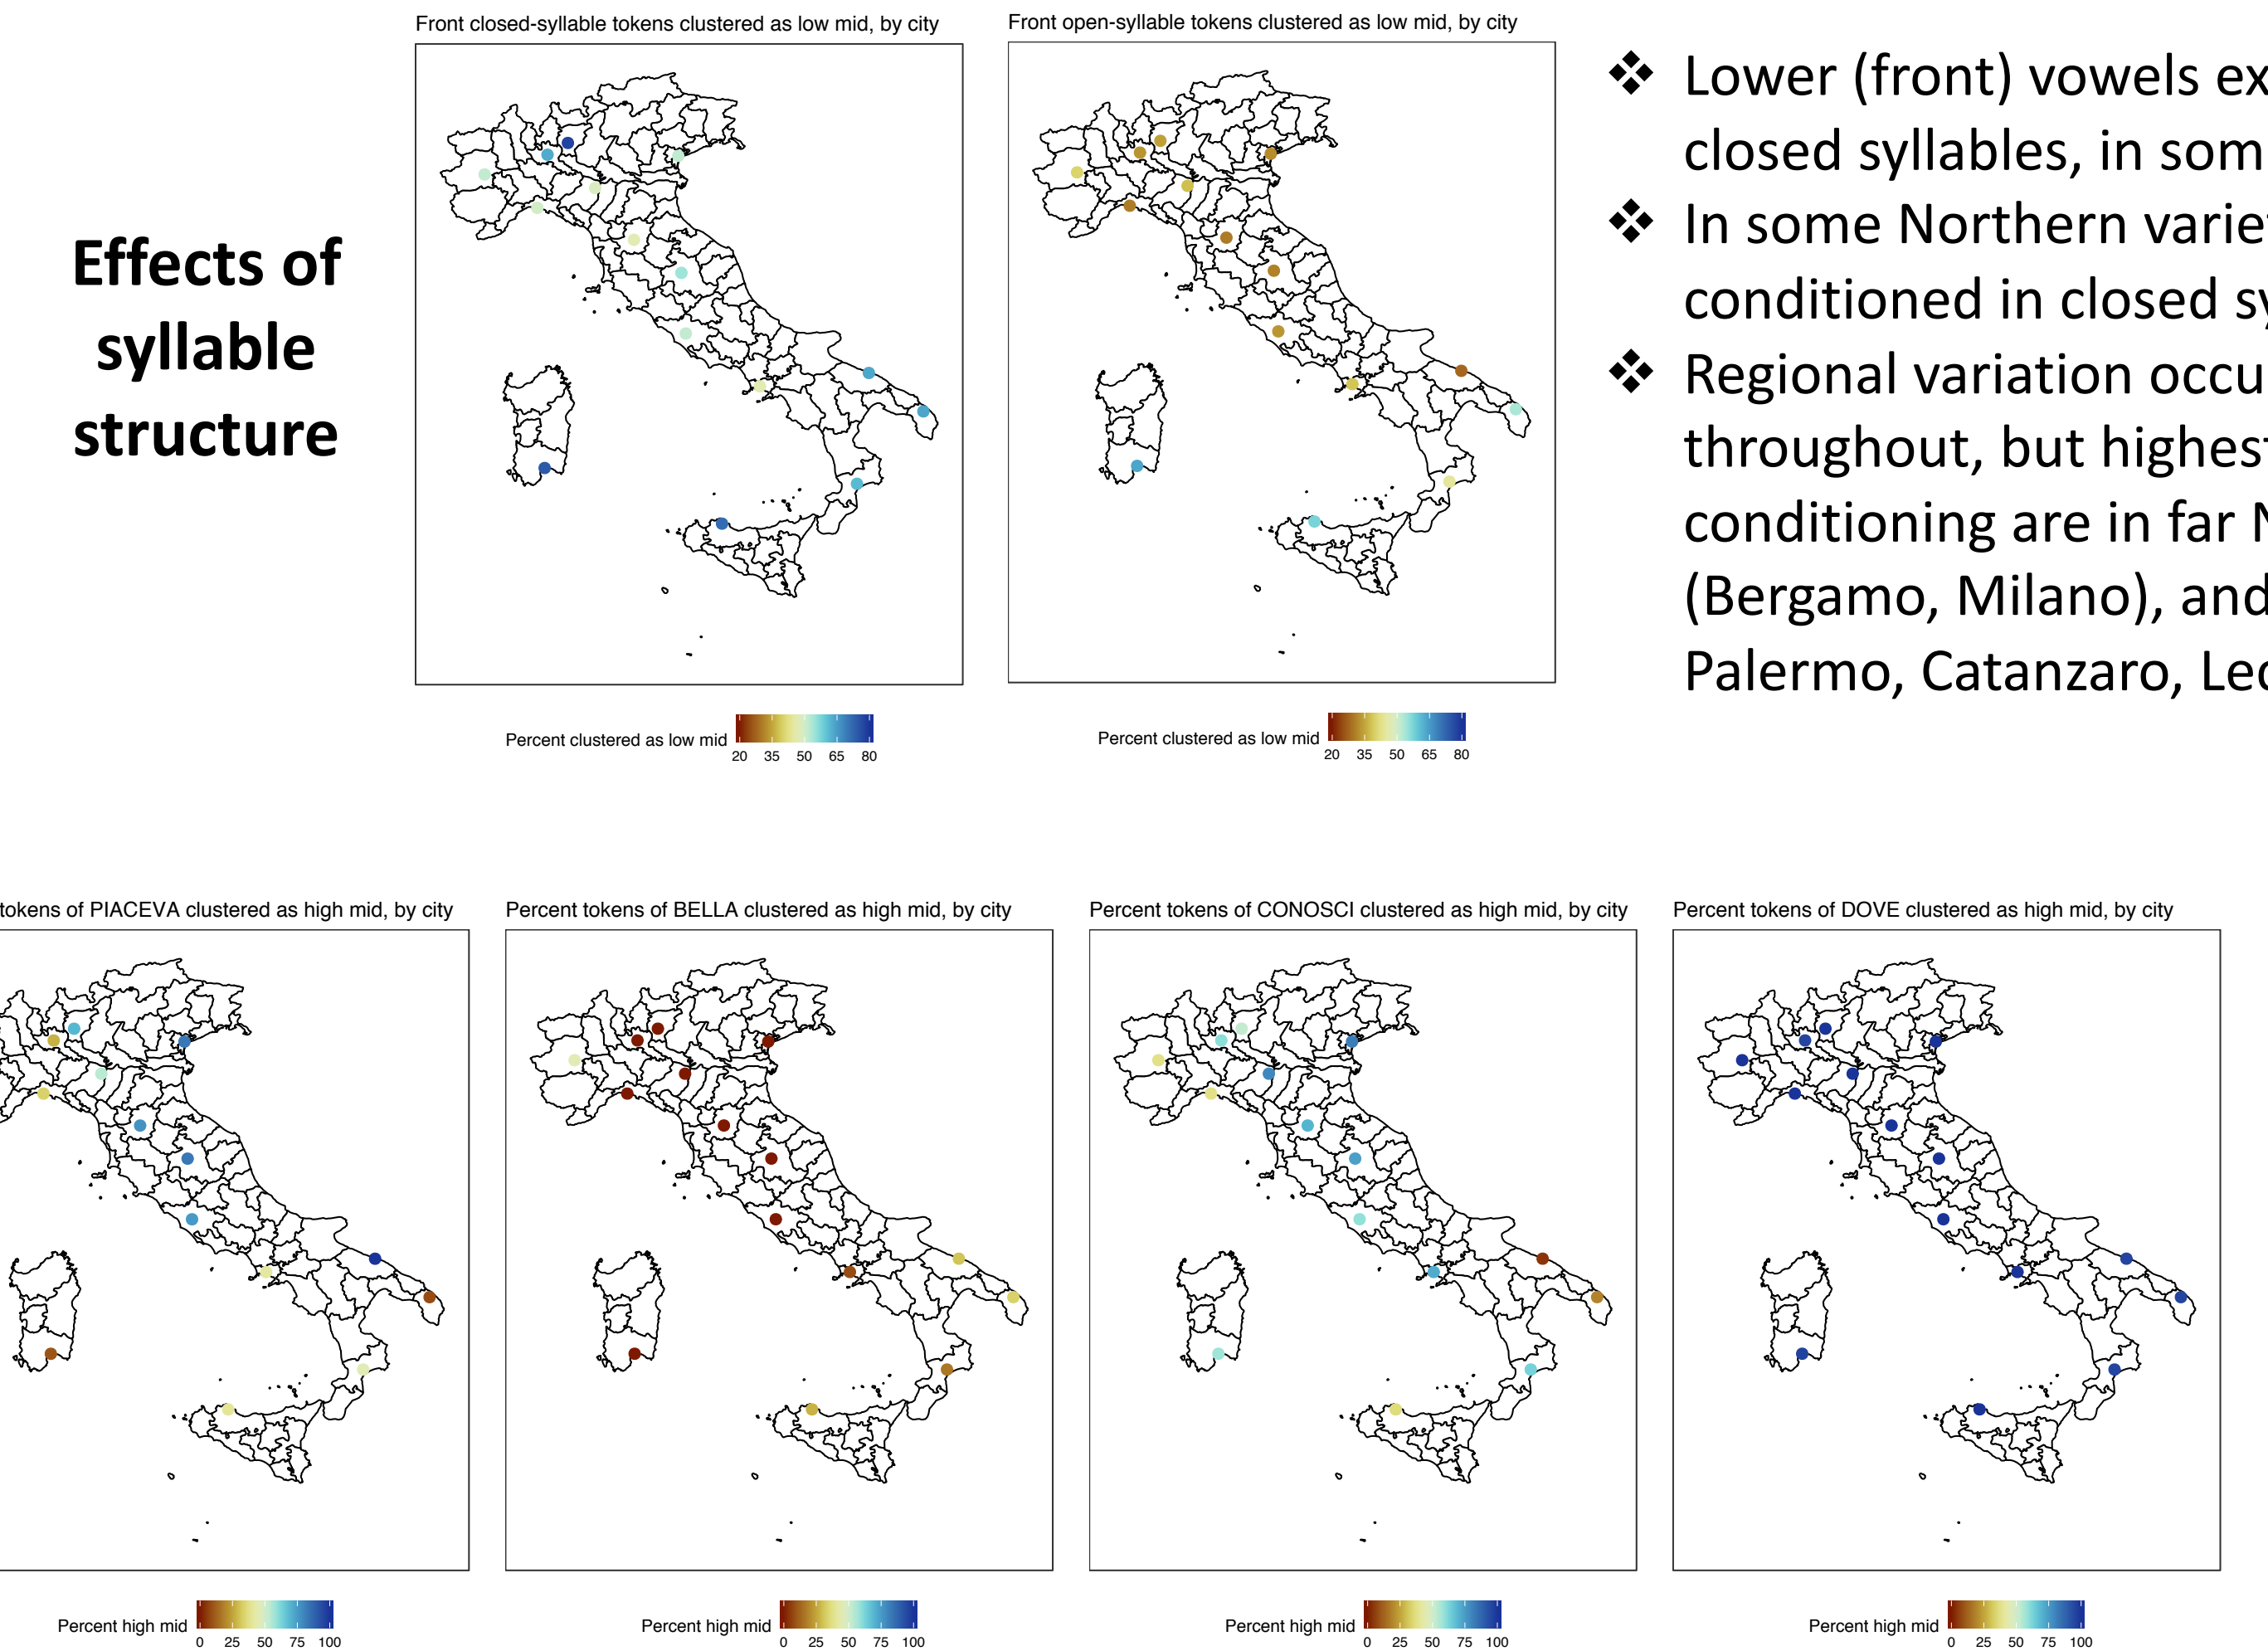 Effects of
syllable
structure
Front closed-syllable tokens clustered as low mid, by city
Percent clustered as low mid
20 35 50 65 80
Front open-syllable tokens clustered as low mid, by city
Percent clustered as low mid
20 35 50 65 80
❖ Lower (front) vowels ex
closed syllables, in som
❖ In some Northern varie
conditioned in closed sy
❖ Regional variation occu
throughout, but highest
conditioning are in far N
(Bergamo, Milano), and
Palermo, Catanzaro, Lec
tokens of PIACEVA clustered as high mid, by city
Percent high mid
0 25 50 75 100
Percent tokens of BELLA clustered as high mid, by city
Percent high mid
0 25 50 75 100
Percent tokens of CONOSCI clustered as high mid, by city
Percent high mid
0 25 50 75 100
Percent tokens of DOVE clustered as high mid, by city
Percent high mid
0 25 50 75 100